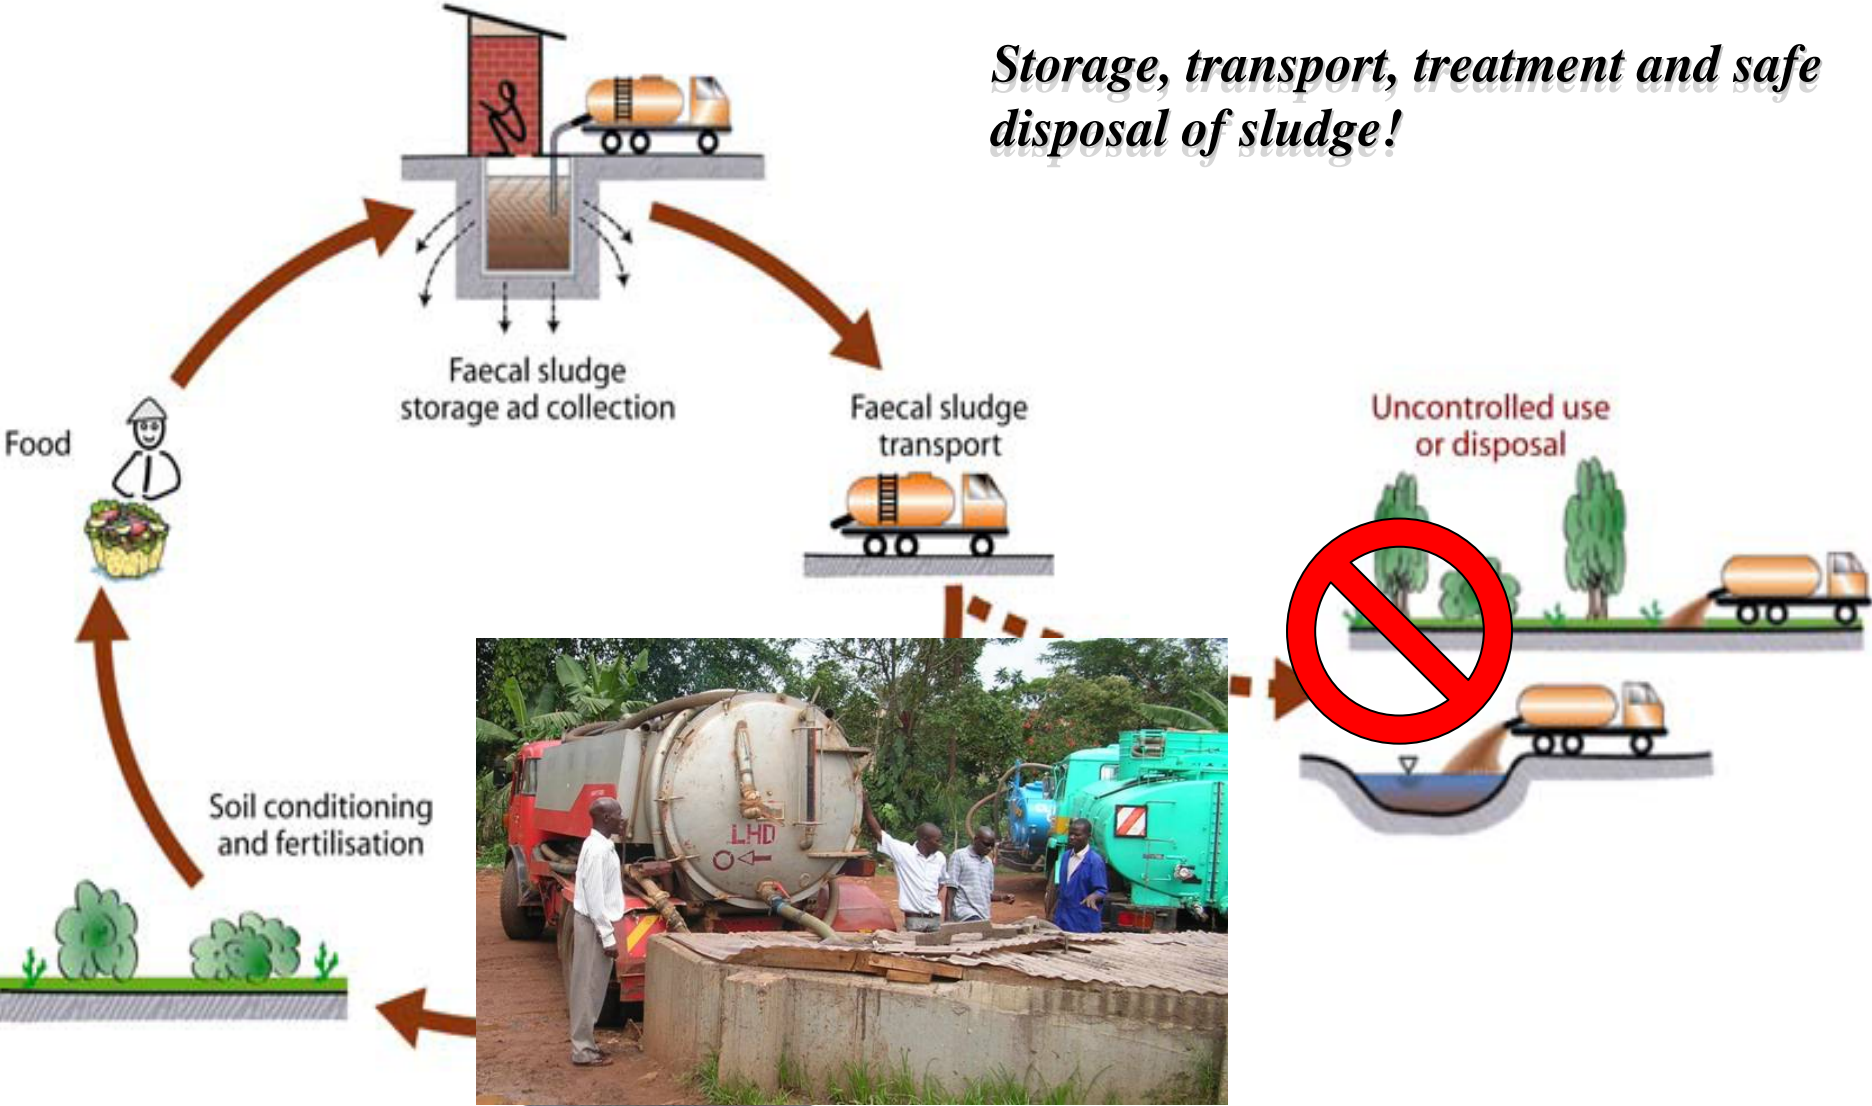 Storage, transport, treatment and safe
disposal of sludge!
Faecal sludge
storage ad collection
Faecal sludge
transport
Uncontrolled use
or disposal
Food
Soil conditioning
and fertilisation
LHD